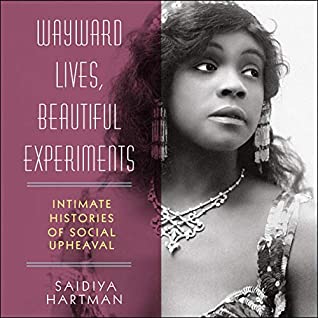 WAYWARD
LIVES,
BEAUTIFUL
EXPERIMENTS
INTIMATE
HISTORIES
OF SOCIAL
UPHEAVAL
SAIDIYA
HARTMAN